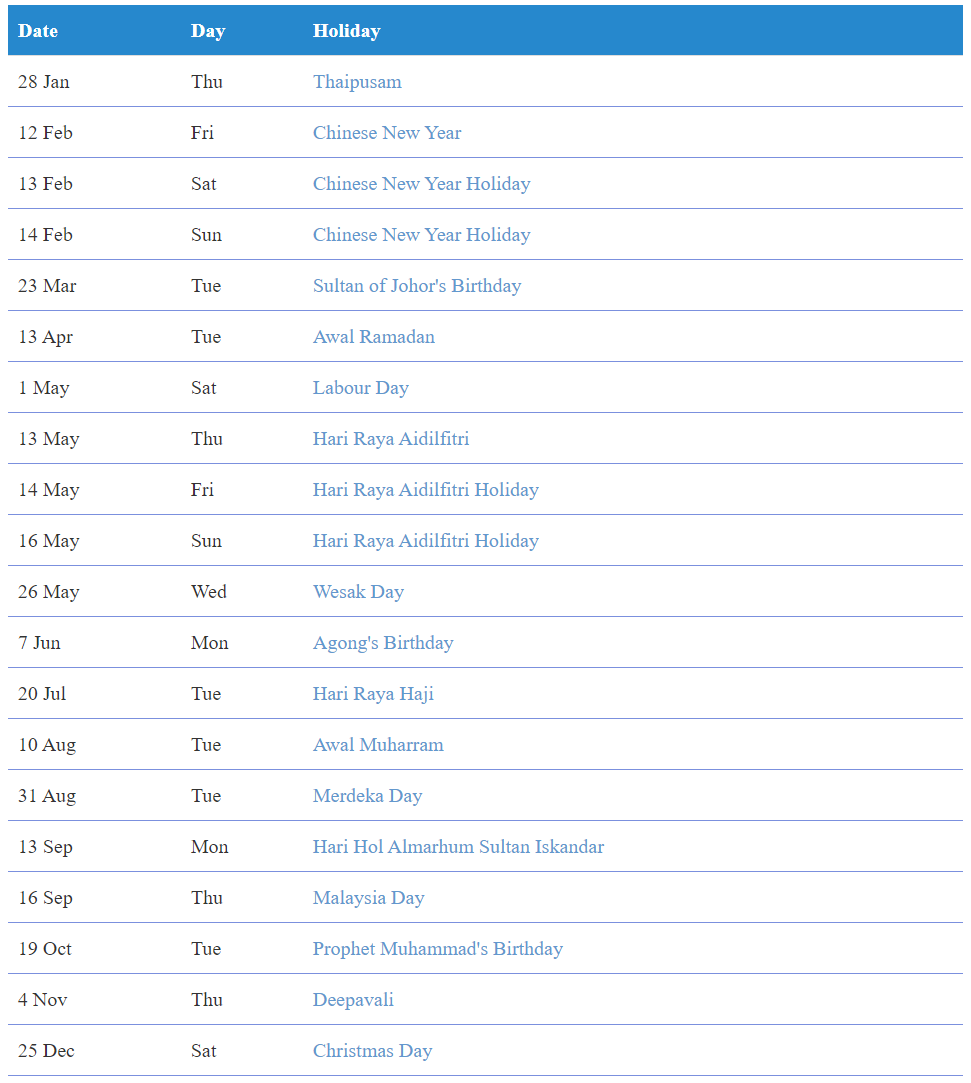 Date Day Holiday
28 Jan Thu Thaipusam
12 Feb Fri Chinese New Year
13 Feb Sat Chinese New Year Holiday
14 Feb Sun Chinese New Year Holiday
23 Mar Tue Sultan of Johor's Birthday
13 Apr Tue Awal Ramadan
1 May Sat Labour Day
13 May Thu Hari Raya Aidilfitri
14 May Fri Hari Raya Aidilfitri Holiday
16 May Sun Hari Raya Aidilfitri Holiday
26 May Wed Wesak Day
7 Jun Mon Agong's Birthday
20 Jul Tue Hari Raya Haji
10 Aug Tue Awal Muharram
31 Aug Tue Merdeka Day
13 Sep Mon Hari Hol Almarhum Sultan Iskandar
16 Sep Thu Malaysia Day
19 Oct Tue Prophet Muhammad's Birthday
4 Nov Thu Deepavali
25 Dec Sat Christmas Day